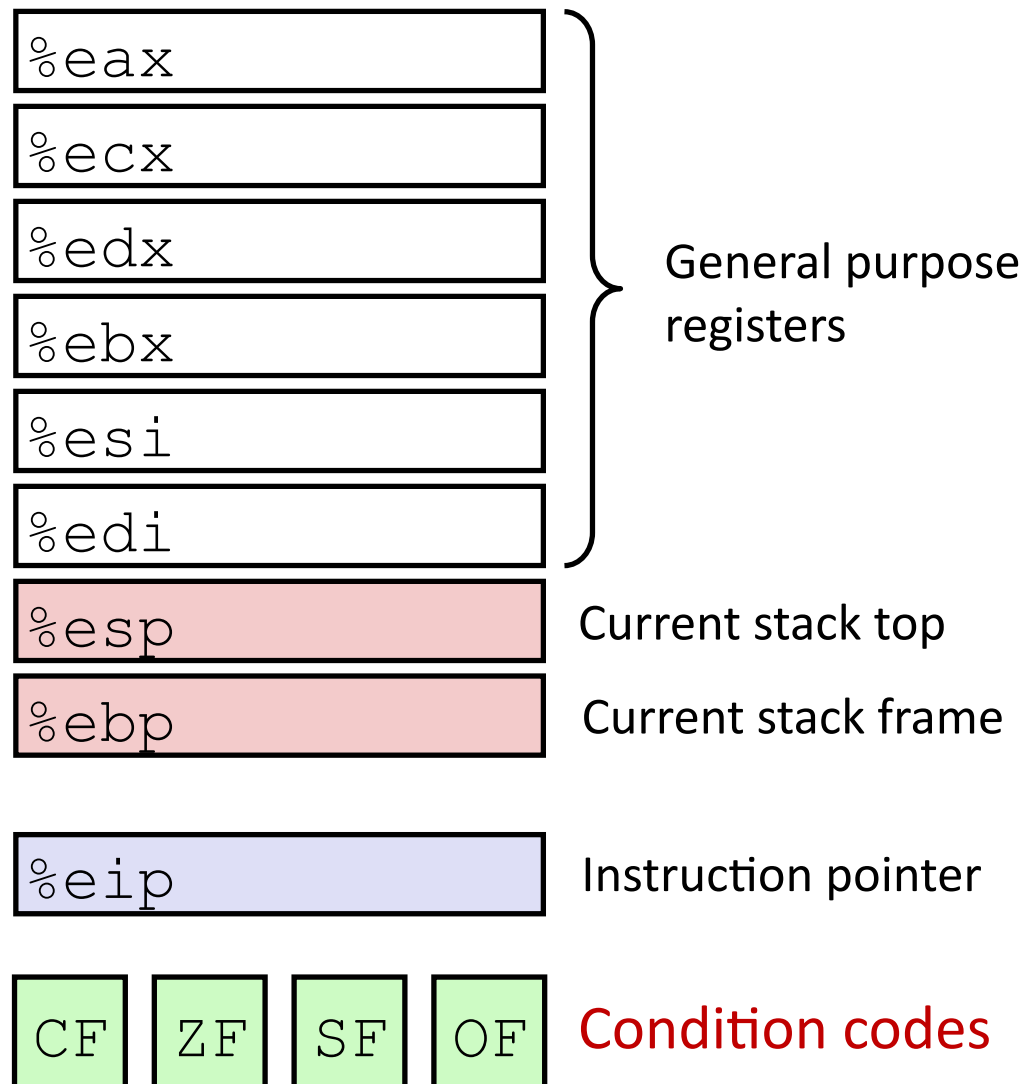 %eax
%ecx
%edx
%ebx
%esi
%edi
General purpose
registers
%esp
Current stack top
%ebp
Current stack frame
%eip
Instruction pointer
CF ZF SF OF Condition codes